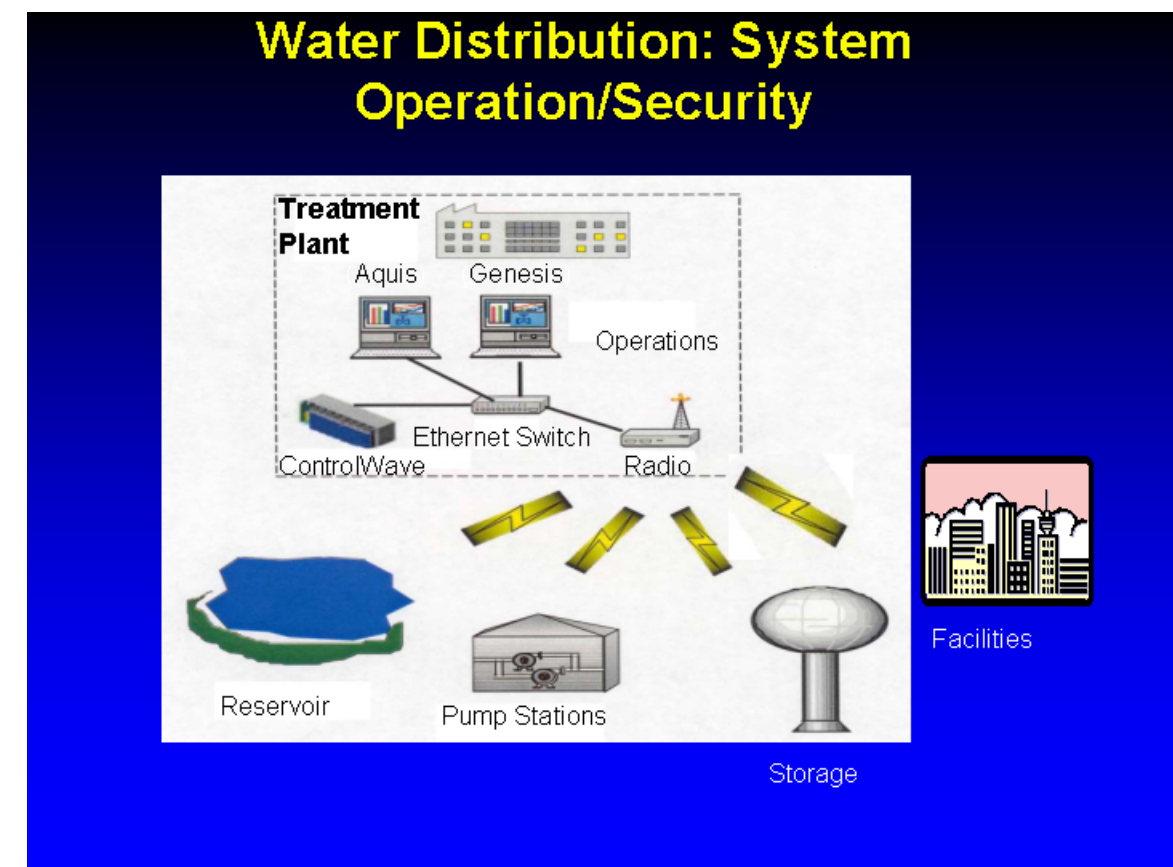 Water Distribution: System
Operation/Security
Treatment
Plant
Aquis
Genesis
Operations
Ethernet Switch
ControlWave
Radio
Reservoir
Pump Stations
Storage
Facilities